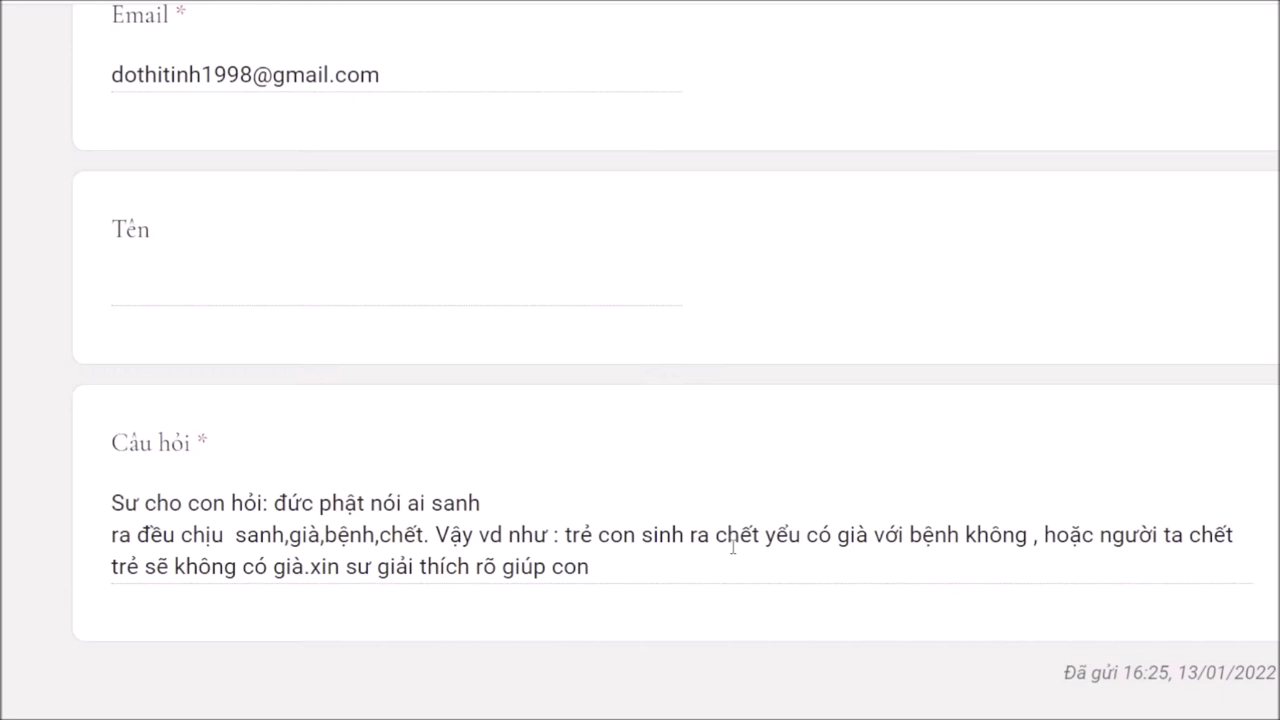 Email *
dothitinh1998@gmail.com
Tên
Câu hỏi *
Sư cho con hỏi: đức phật nói ai sanh
ra đều chịu  sanh,già,bệnh,chết. Vậy vd như : trẻ con sinh ra chết yểu có già với bệnh không , hoặc người ta chết
trẻ sẽ không có già.xin sư giải thích rõ giúp con
Đã gửi 16:25, 13/01/2022